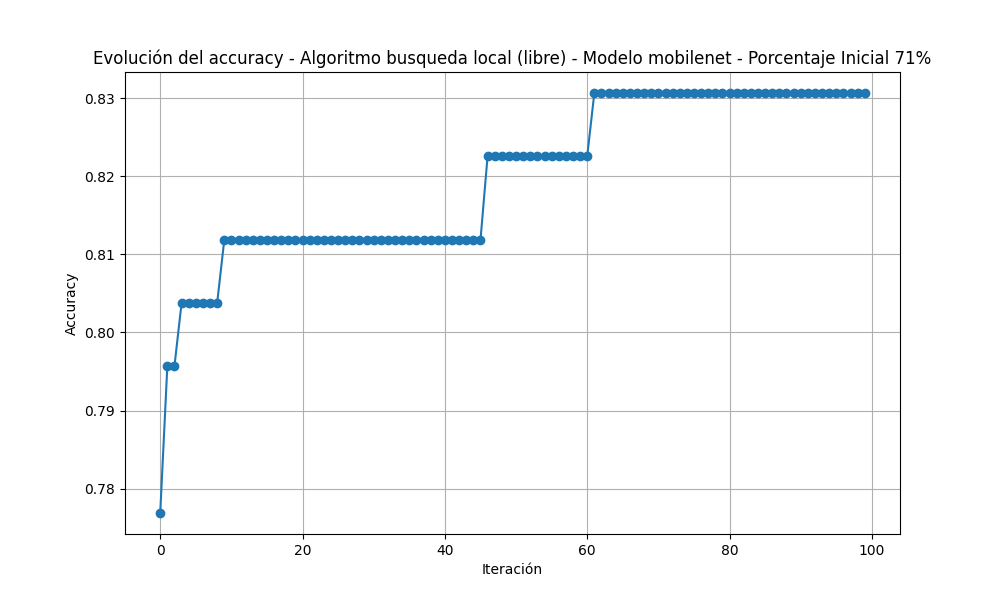 Evolución del accuracy - Algoritmo busqueda local (libre) - Modelo mobilenet - Porcentaje Inicial 71%
0.83
0.82
0.81
0.80
0.79
0.78
Accuracy
0 20 40 60 80 100
Iteración